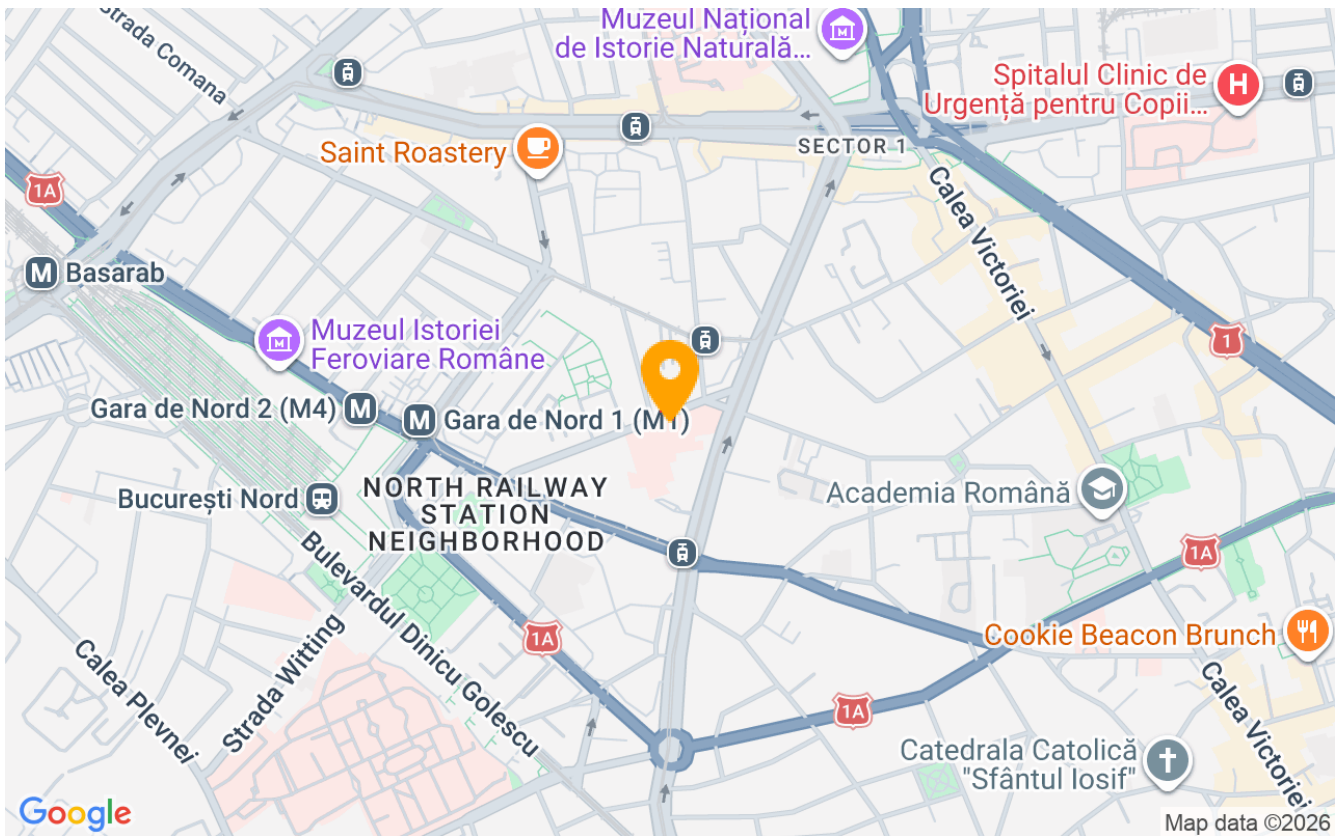 Strada Comana
Muzeul Național
de Istorie Naturală...
Spitalul Clinic de
Urgență pentru Copii...
H
Saint Roastery
SECTOR 1
1A
Calea Victoriei
M Basarab
Muzeul Istoriei
Feroviare Române
1
Gara de Nord 2 (M4) M
M Gara de Nord 1 (M1)
București Nord
NORTH RAILWAY
STATION
NEIGHBORHOOD
Academia Română
1A
Bulevardul Dinicu Golescu
1A
Cookie Beacon Brunch
Calea Plevnei
Strada Witting
1A
Calea Victoriei
Catedrala Catolică
"Sfântul Iosif"
Google
Map data ©2026